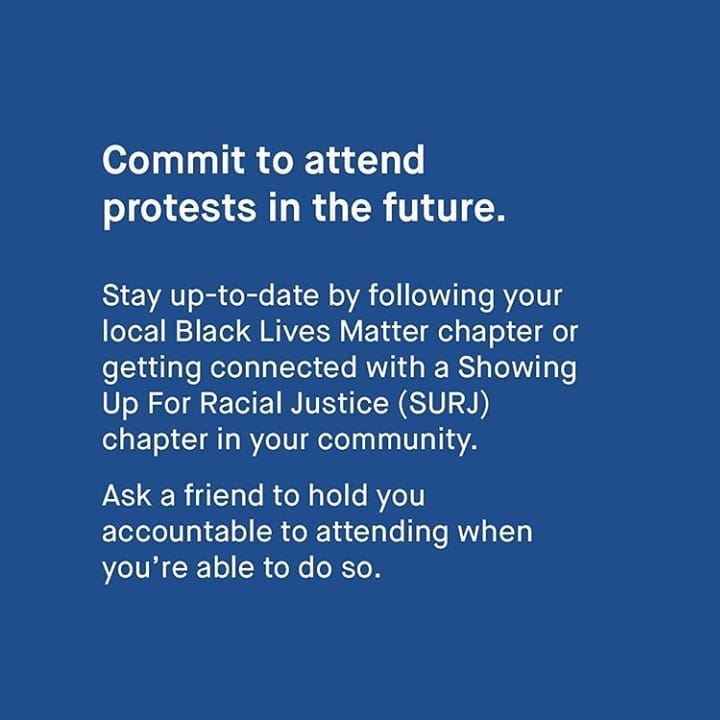 Commit to attend
protests in the future.
Stay up-to-date by following your
local Black Lives Matter chapter or
getting connected with a Showing
Up For Racial Justice (SURJ)
chapter in your community.
Ask a friend to hold you
accountable to attending when
you’re able to do so.